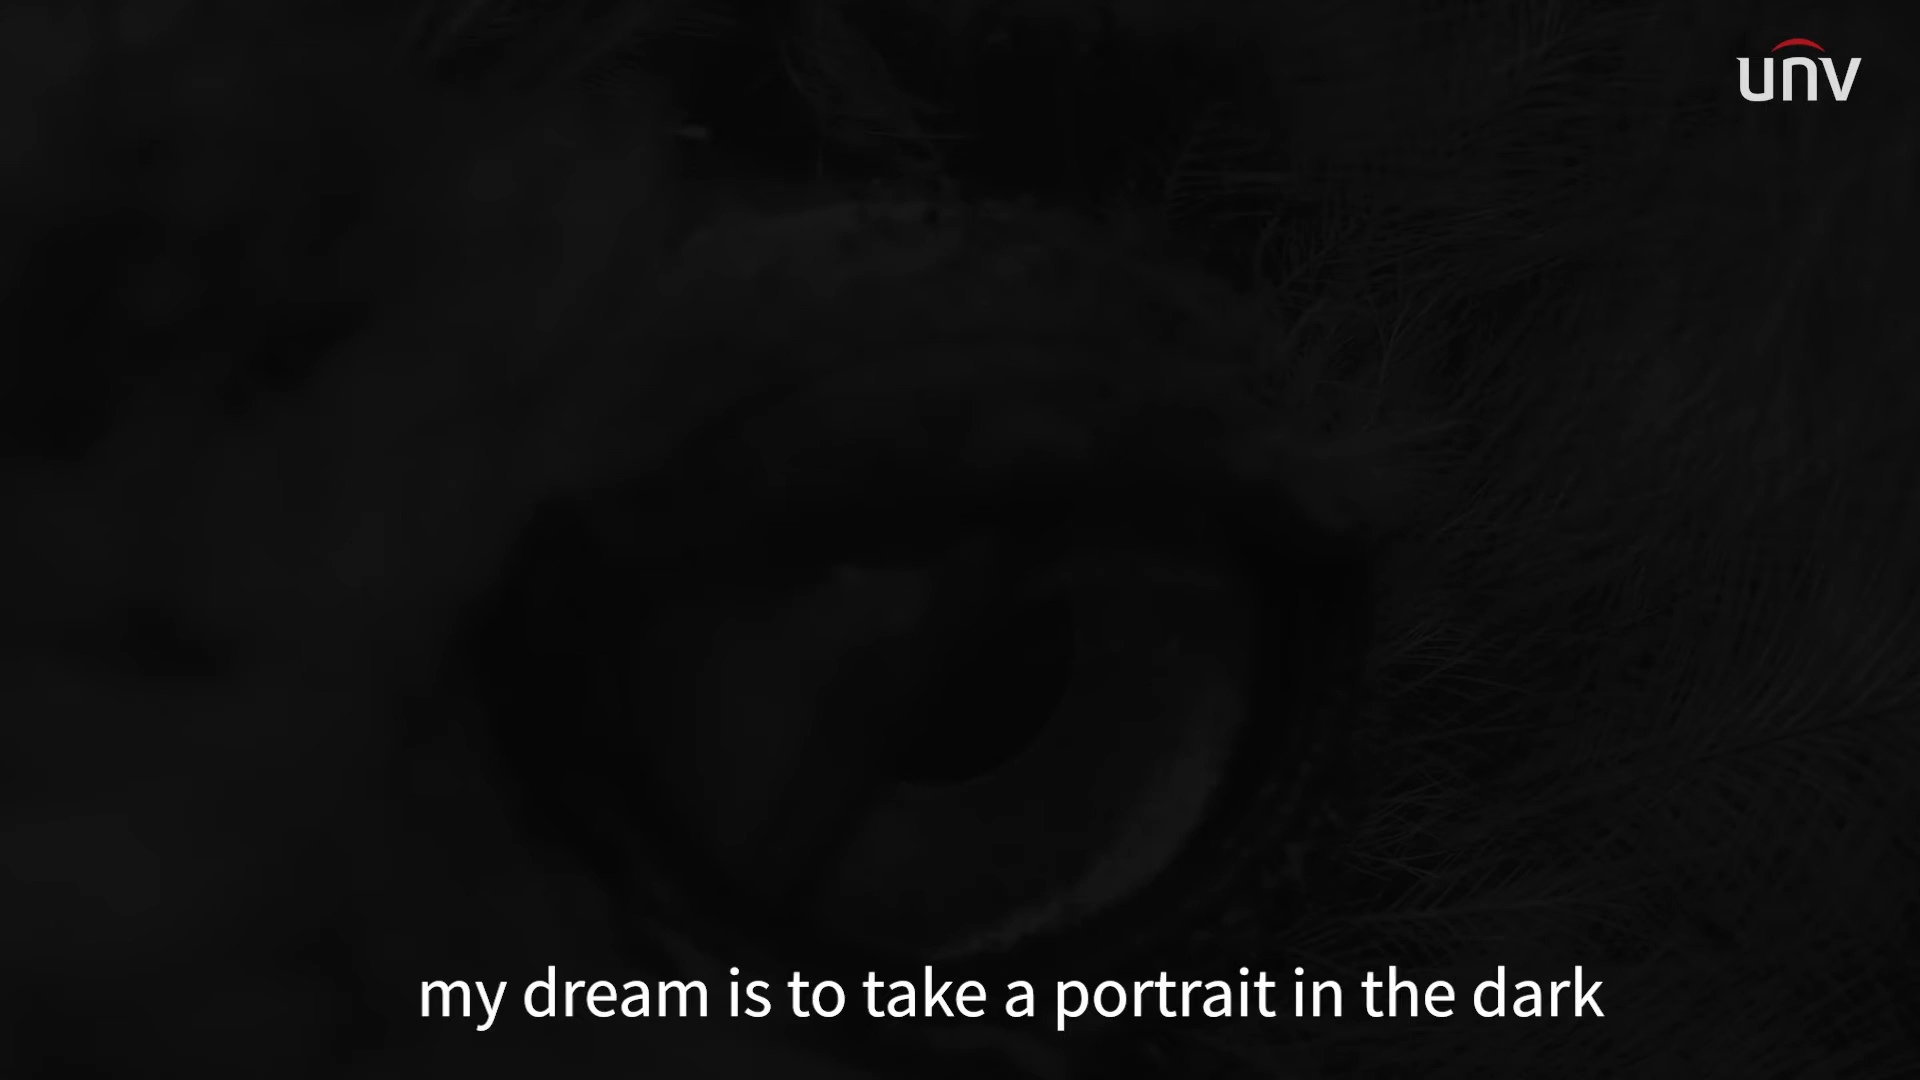 unv
my dream is to take a portrait in the dark